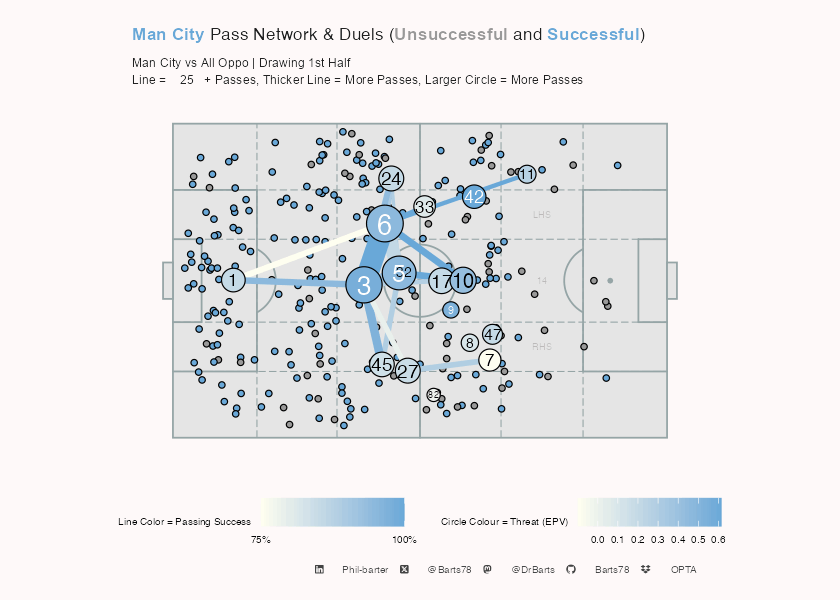 Man City Pass Network & Duels (Unsuccessful and Successful)
Man City vs All Oppo | Drawing 1st Half
Line = 25 + Passes, Thicker Line = More Passes, Larger Circle = More Passes
11
24
42
33
LHS
6
1
3
5
17
10
14
9
47
8
RHS
7
45
27
82
Line Color = Passing Success
75%
100%
Circle Colour = Threat (EPV)
0.0 0.1 0.2 0.3 0.4 0.5 0.6
Phil-barter @Barts78 @DrBarts Barts78 OPTA